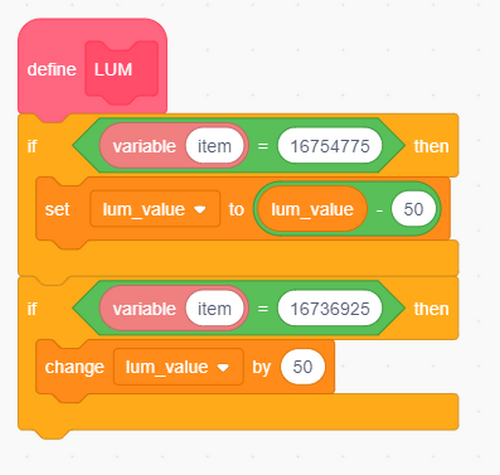 define LUM
if variable item = 16754775 then
set lum_value to lum_value - 50
if variable item = 16736925 then
change lum_value by 50